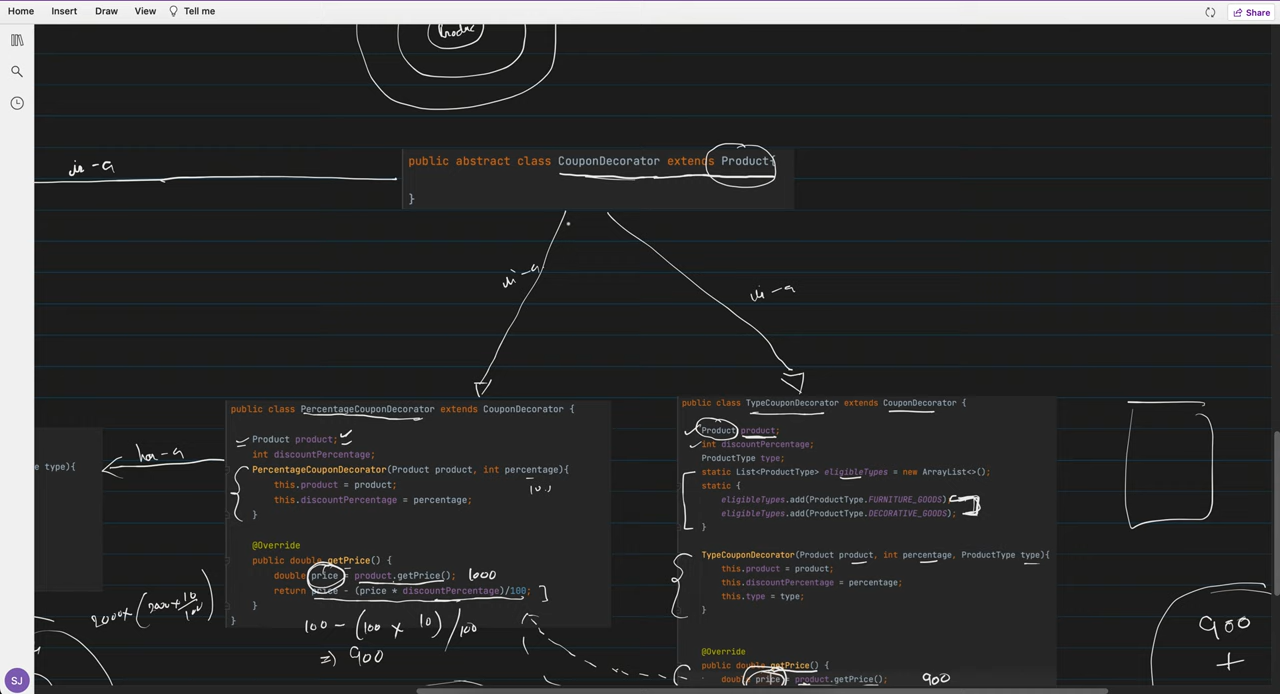 Home Insert Draw View Tell me
Share
Produc
is-a
public abstract class CouponDecorator extends Product{
}
is-a
is-a
public class PercentageCouponDecorator extends CouponDecorator {
Product product;
int discountPercentage;
PercentageCouponDecorator(Product product, int percentage){
this.product = product;
this.discountPercentage = percentage;
}
@Override
public double getPrice() {
double price = product.getPrice(); 1000
return price - (price * discountPercentage)/100;
}
}
100 - (100 x 10)/100
=> 900
has-a
e type){
public class TypeCouponDecorator extends CouponDecorator {
Product product;
int discountPercentage;
ProductType type;
static List<ProductType> eligibleTypes = new ArrayList<>();
static {
eligibleTypes.add(ProductType.FURNITURE_GOODS)
eligibleTypes.add(ProductType.DECORATIVE_GOODS);
}
TypeCouponDecorator(Product product, int percentage, ProductType type){
this.product = product;
this.discountPercentage = percentage;
this.type = type;
}
@Override
public double getPrice() {
double price = product.getPrice(); 900
900
+
SJ